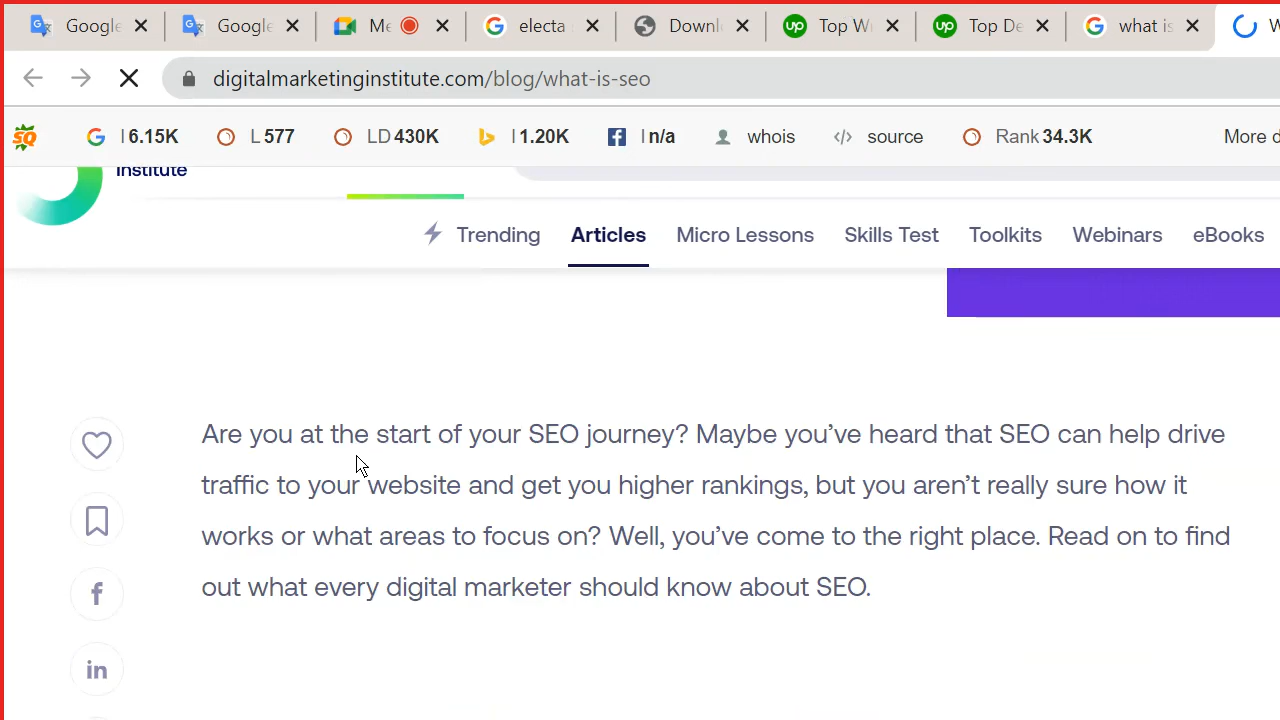 Google Google Me electa Downl Top W Top De what is W
digitalmarketinginstitute.com/blog/what-is-seo
SQ I 6.15K L 577 LD 430K I 1.20K I n/a whois source Rank 34.3K More d
Institute
Trending Articles Micro Lessons Skills Test Toolkits Webinars eBooks
Are you at the start of your SEO journey? Maybe you’ve heard that SEO can help drive
traffic to your website and get you higher rankings, but you aren’t really sure how it
works or what areas to focus on? Well, you’ve come to the right place. Read on to find
out what every digital marketer should know about SEO.